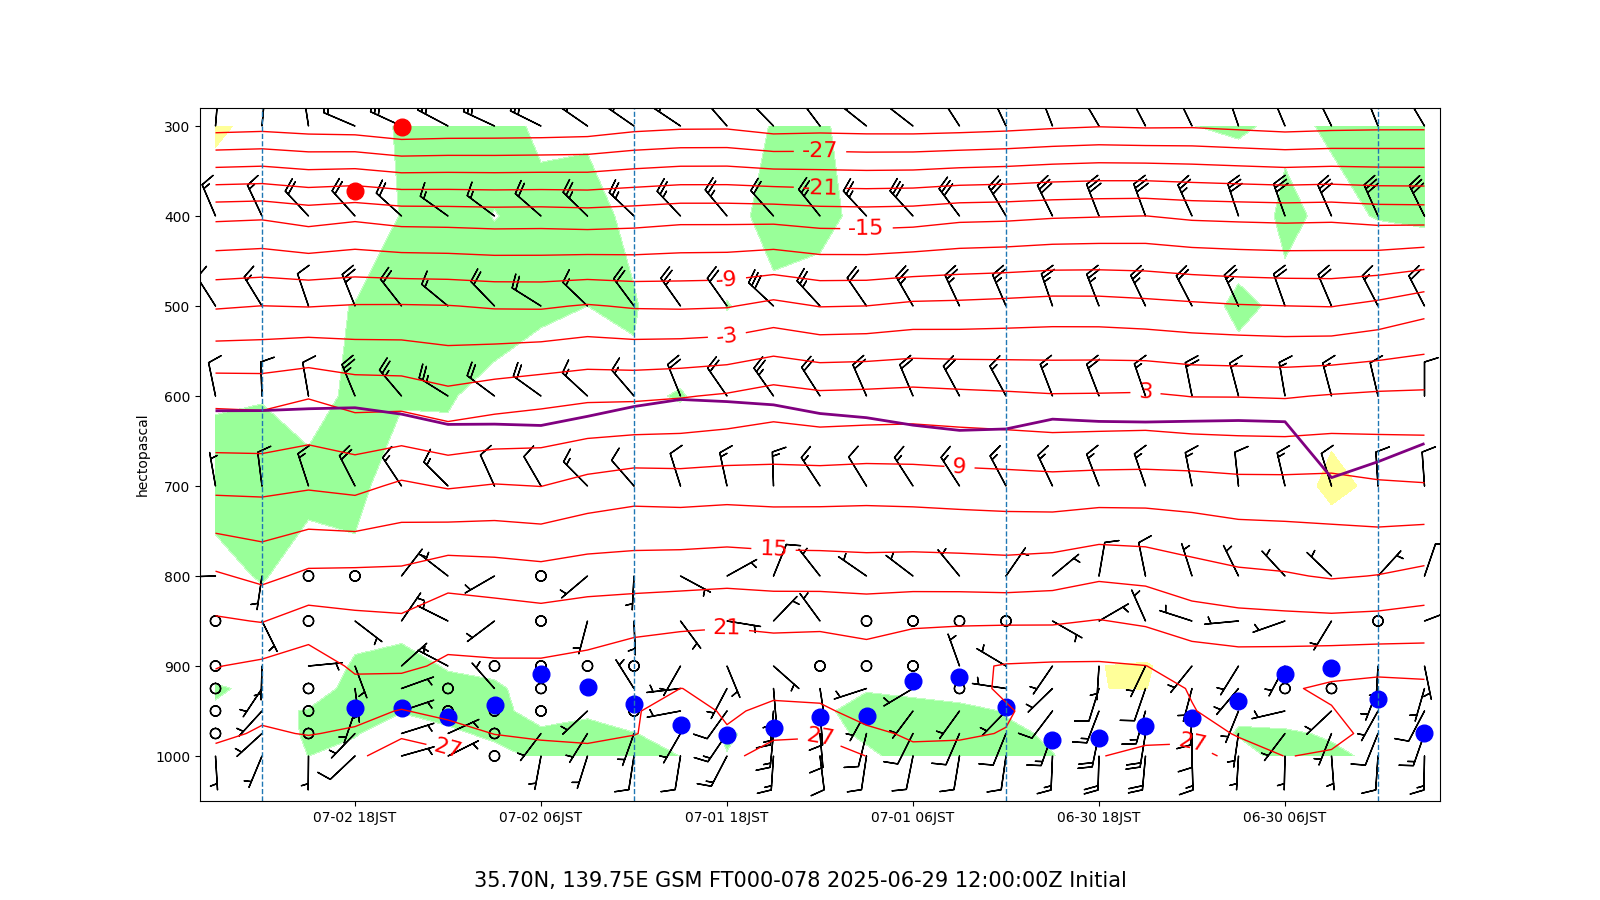 300
400
500
600
700
800
900
1000
hectopascal
-27
-21
-15
-9
-3
3
9
15
21
27
27
27
07-02 18JST
07-02 06JST
07-01 18JST
07-01 06JST
06-30 18JST
06-30 06JST
35.70N, 139.75E GSM FT000-078 2025-06-29 12:00:00Z Initial